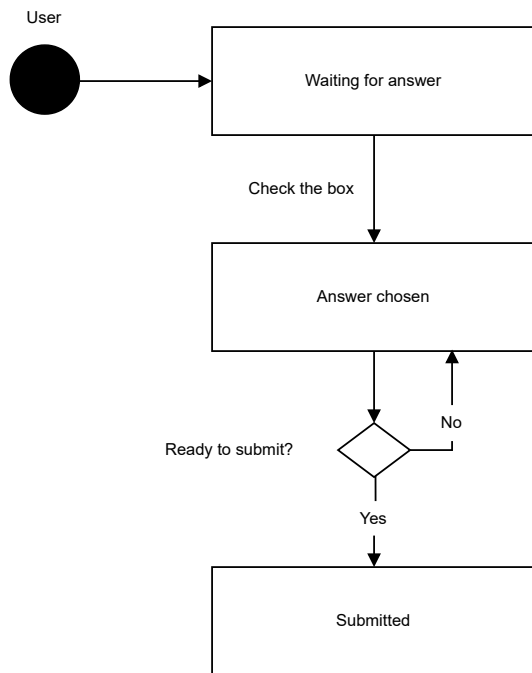 User
Waiting for answer
Check the box
Answer chosen
No
Ready to submit?
Yes
Submitted